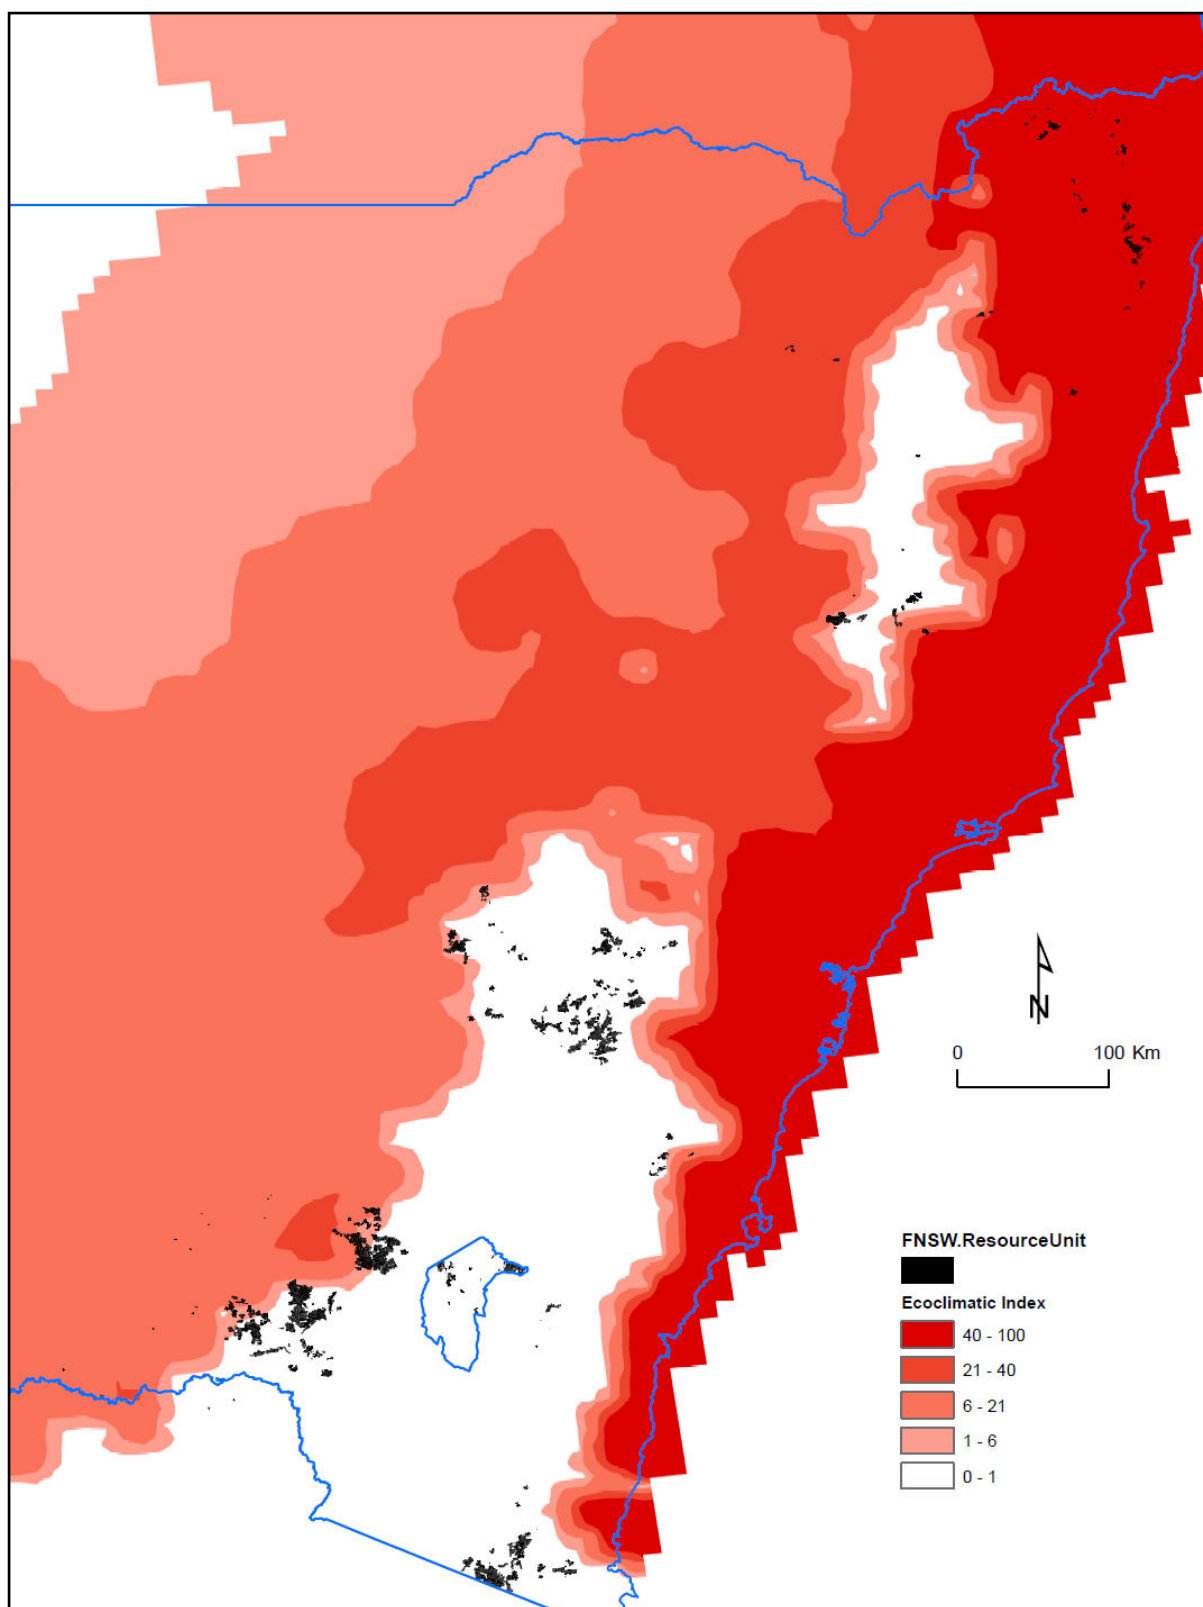 N
0 100 Km
FNSW.ResourceUnit
Ecoclimatic Index
40 - 100
21 - 40
6 - 21
1 - 6
0 - 1